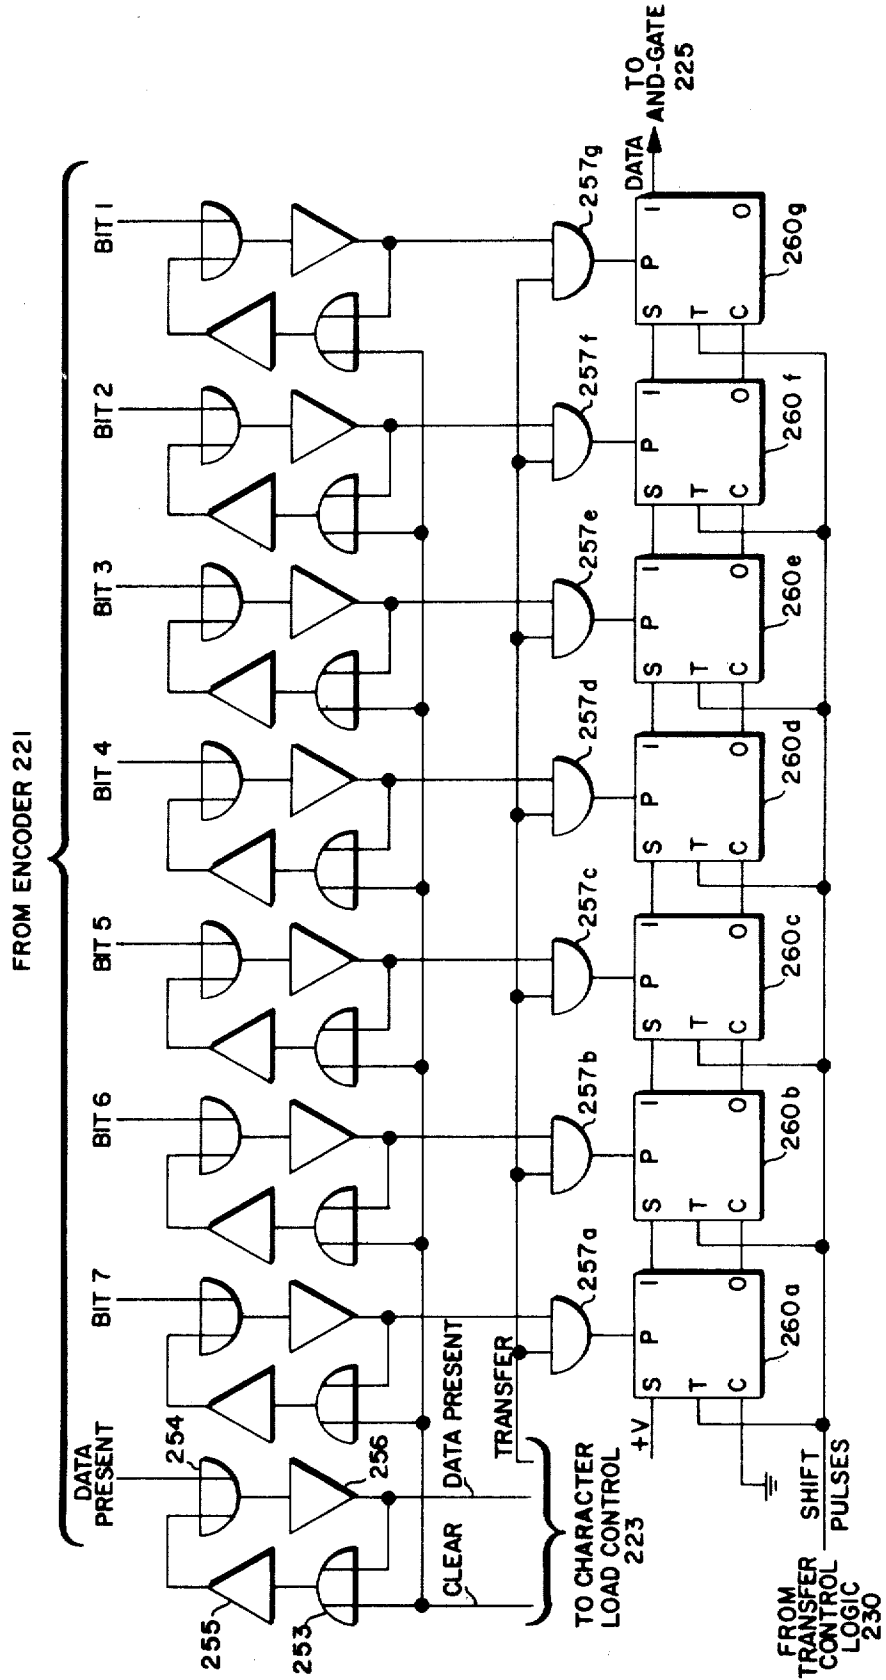 FROM ENCODER 221
DATA
PRESENT
BIT 7
BIT 6
BIT 5
BIT 4
BIT 3
BIT 2
BIT 1
254
255
256
253
CLEAR
DATA PRESENT
TRANSFER
TO CHARACTER
LOAD CONTROL
223
257a
257b
257c
257d
257e
257f
257g
+V
S
P
I
T
C
O
260a
S
P
I
T
C
O
260b
S
P
I
T
C
O
260c
S
P
I
T
C
O
260d
S
P
I
T
C
O
260e
S
P
I
T
C
O
260f
S
P
I
T
C
O
260g
DATA
TO
AND-GATE
225
SHIFT
PULSES
FROM
TRANSFER
CONTROL
LOGIC
230